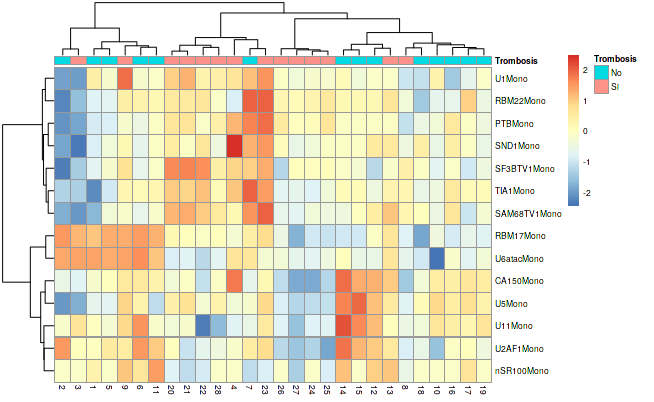 Trombosis
U1Mono
RBM22Mono
PTBMono
SND1Mono
SF3BTV1Mono
TIA1Mono
SAM68TV1Mono
RBM17Mono
U6atacMono
CA150Mono
U5Mono
U11Mono
U2AF1Mono
nSR100Mono
2 3 1 5 9 6 11 20 21 22 28 4 7 23 26 27 24 25 14 15 12 13 8 18 10 16 17 19
2
1
0
-1
-2
Trombosis
No
SI